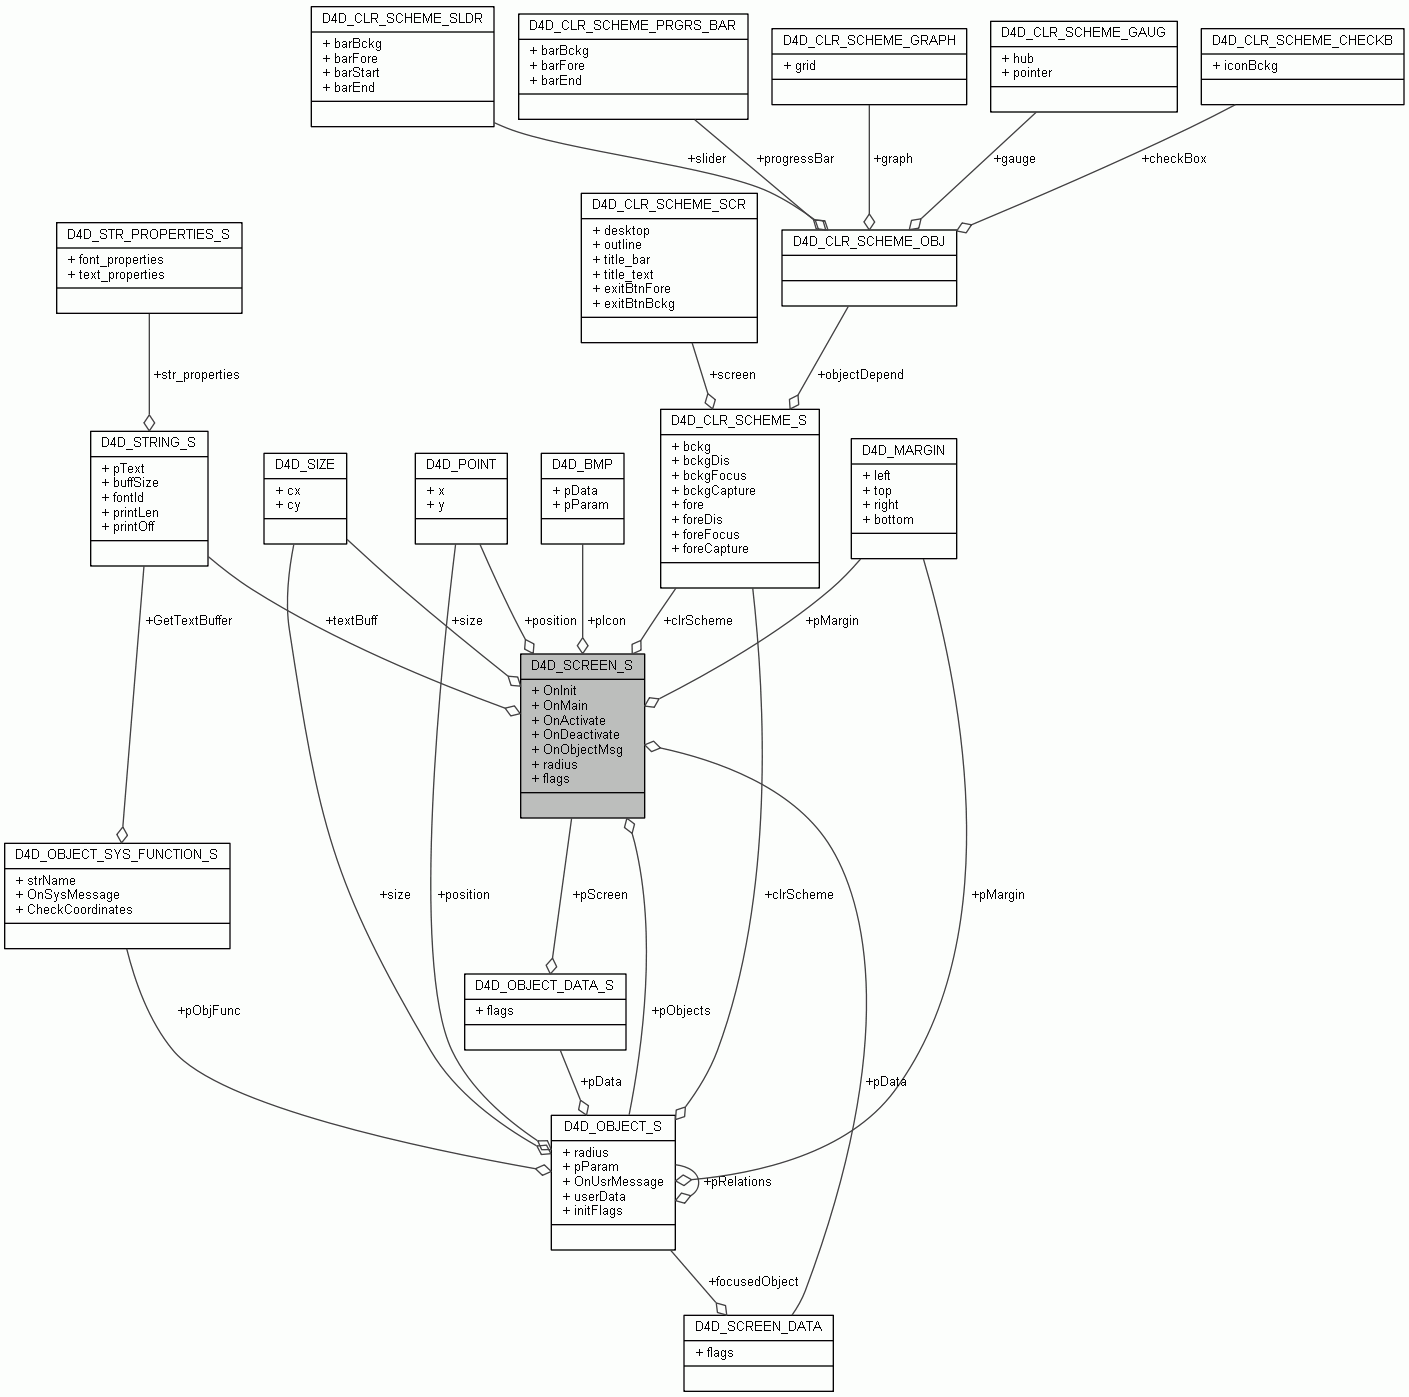 D4D_CLR_SCHEME_SLDR
+ barBckg
+ barFore
+ barStart
+ barEnd
D4D_CLR_SCHEME_PRGRS_BAR
+ barBckg
+ barFore
+ barEnd
D4D_CLR_SCHEME_GRAPH
+ grid
D4D_CLR_SCHEME_GAUG
+ hub
+ pointer
D4D_CLR_SCHEME_CHECKB
+ iconBckg
+slider
+progressBar
+graph
+gauge
+checkBox
D4D_STR_PROPERTIES_S
+ font_properties
+ text_properties
D4D_CLR_SCHEME_SCR
+ desktop
+ outline
+ title_bar
+ title_text
+ exitBtnFore
+ exitBtnBckg
D4D_CLR_SCHEME_OBJ
+str_properties
+screen
+objectDepend
D4D_STRING_S
+ pText
+ buffSize
+ fontId
+ printLen
+ printOff
D4D_SIZE
+ cx
+ cy
D4D_POINT
+ x
+ y
D4D_BMP
+ pData
+ pParam
D4D_CLR_SCHEME_S
+ bckg
+ bckgDis
+ bckgFocus
+ bckgCapture
+ fore
+ foreDis
+ foreFocus
+ foreCapture
D4D_MARGIN
+ left
+ top
+ right
+ bottom
+GetTextBuffer
+textBuff
+size
+position
+pIcon
+clrScheme
+pMargin
D4D_SCREEN_S
+ OnInit
+ OnMain
+ OnActivate
+ OnDeactivate
+ OnObjectMsg
+ radius
+ flags
D4D_OBJECT_SYS_FUNCTION_S
+ strName
+ OnSysMessage
+ CheckCoordinates
+size
+position
+pScreen
+clrScheme
+pMargin
D4D_OBJECT_DATA_S
+ flags
+pObjFunc
+pObjects
+pData
+pData
D4D_OBJECT_S
+ radius
+ pParam
+ OnUsrMessage
+ userData
+ initFlags
+pRelations
+focusedObject
D4D_SCREEN_DATA
+ flags